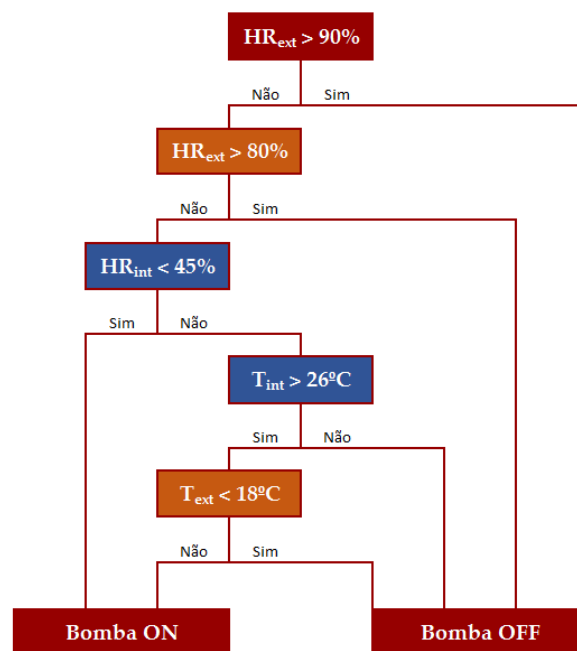 HRext > 90%
Não Sim
HRext > 80%
Não Sim
HRint < 45%
Sim Não
Tint > 26ºC
Sim Não
Text < 18ºC
Não Sim
Bomba ON Bomba OFF